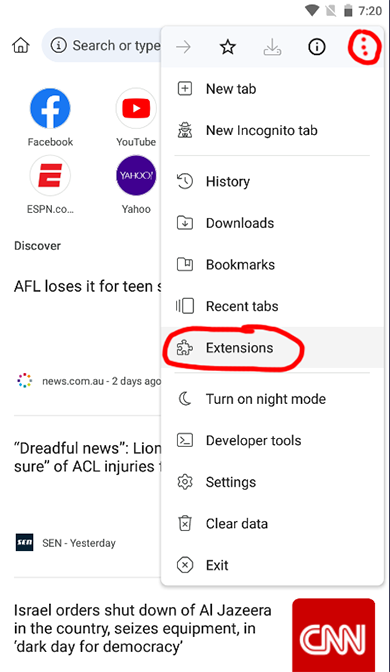 7:20
Search or type
Facebook
YouTube
YAHOO!
ESPN.co...
Yahoo
Discover
AFL loses it for teen s
news.com.au - 2 days ago
"Dreadful news": Lion
sure" of ACL injuries f
SEN
SEN - Yesterday
Israel orders shut down of Al Jazeera
in the country, seizes equipment, in
'dark day for democracy'
CNN
New tab
New Incognito tab
History
Downloads
Bookmarks
Recent tabs
Extensions
Turn on night mode
Developer tools
Settings
Clear data
Exit